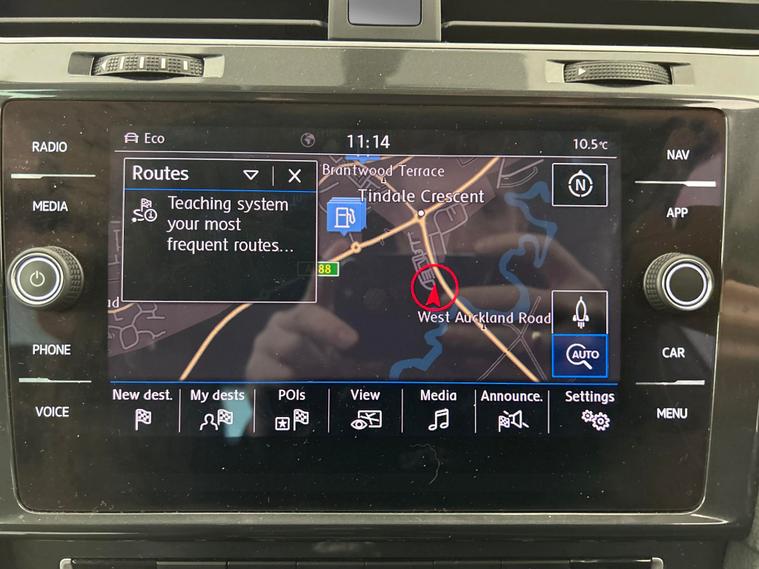 RADIO
MEDIA
PHONE
VOICE
Eco
11:14
10.5°C
Routes
Teaching system
your most
frequent routes...
Brantwood Terrace
Tindale Crescent
88
West Auckland Road
N
AUTO
New dest.
My dests
POIs
View
Media
Announce.
Settings
NAV
APP
CAR
MENU